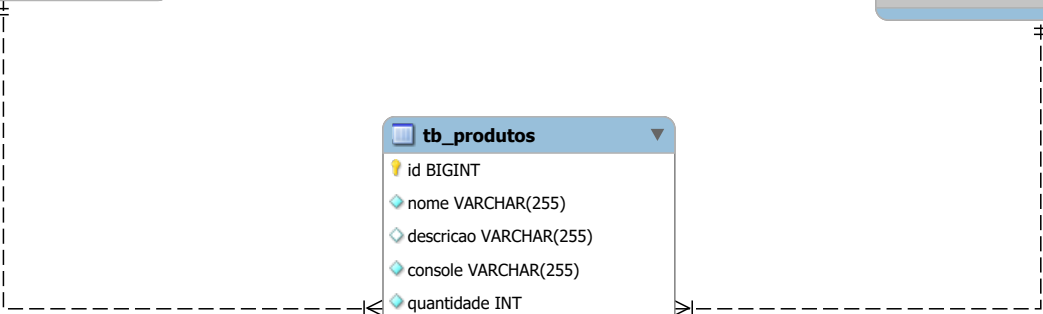 tb_produtos
id BIGINT
nome VARCHAR(255)
descricao VARCHAR(255)
console VARCHAR(255)
quantidade INT